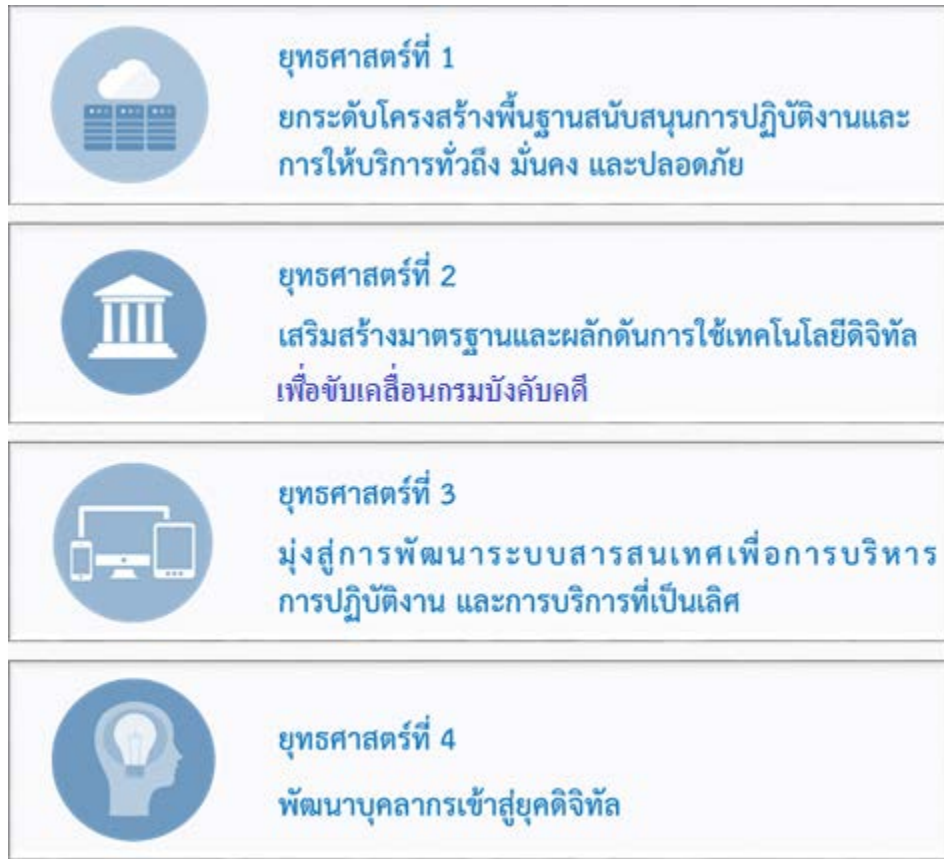 ยุทธศาสตร์ที่ 1
ยกระดับโครงสร้างพื้นฐานสนับสนุนการปฏิบัติงานและ
การให้บริการทั่วถึง มั่นคง และปลอดภัย
ยุทธศาสตร์ที่ 2
เสริมสร้างมาตรฐานและผลักดันการใช้เทคโนโลยีดิจิทัล
เพื่อขับเคลื่อนกรมบังคับคดี
ยุทธศาสตร์ที่ 3
มุ่งสู่การพัฒนาระบบสารสนเทศเพื่อการบริหาร
การปฏิบัติงาน และการบริการที่เป็นเลิศ
ยุทธศาสตร์ที่ 4
พัฒนาบุคลากรเข้าสู่ยุคดิจิทัล